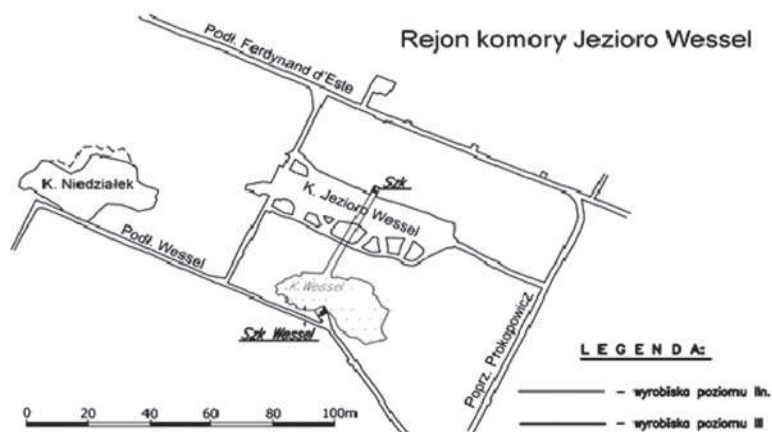 Rejon komory Jezioro Wessel
Podł. Ferdynand d'Este
K. Niedziałek
Szk
K. Jezioro Wessel
Podł. Wessel
K. Wessel
Szk Wessel
Poprz. Płokapowicz
LEGENDA:
– wyrobiska poziomu IIn.
– wyrobiska poziomu III
0 20 40 60 80 100m